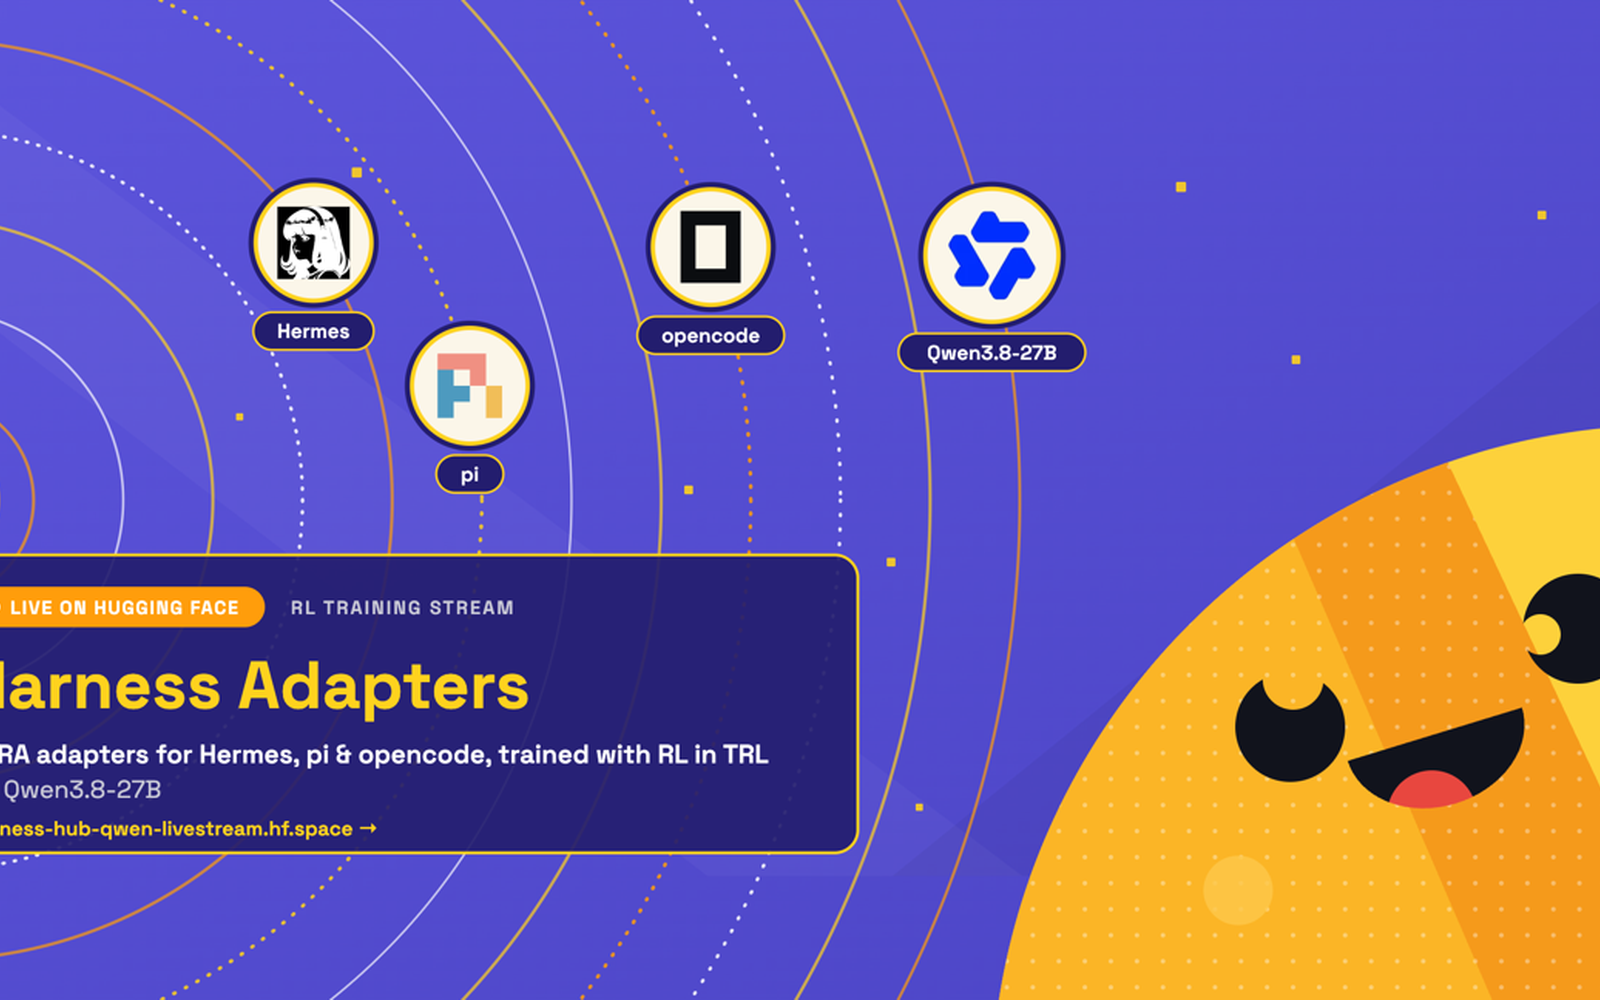 Hermes
pi
opencode
Qwen3.8-27B
LIVE ON HUGGING FACE
RL TRAINING STREAM
arness Adapters
RA adapters for Hermes, pi & opencode, trained with RL in TRL
Qwen3.8-27B
ness-hub-qwen-livestream.hf.space →